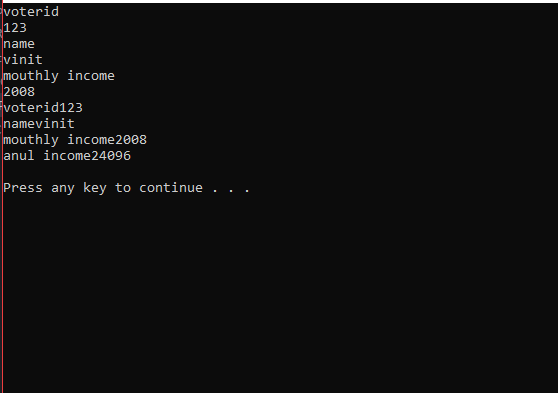 voterid
123
name
vinit
mouthly income
2008
voterid123
namevinit
mouthly income2008
anul income24096
Press any key to continue . . .